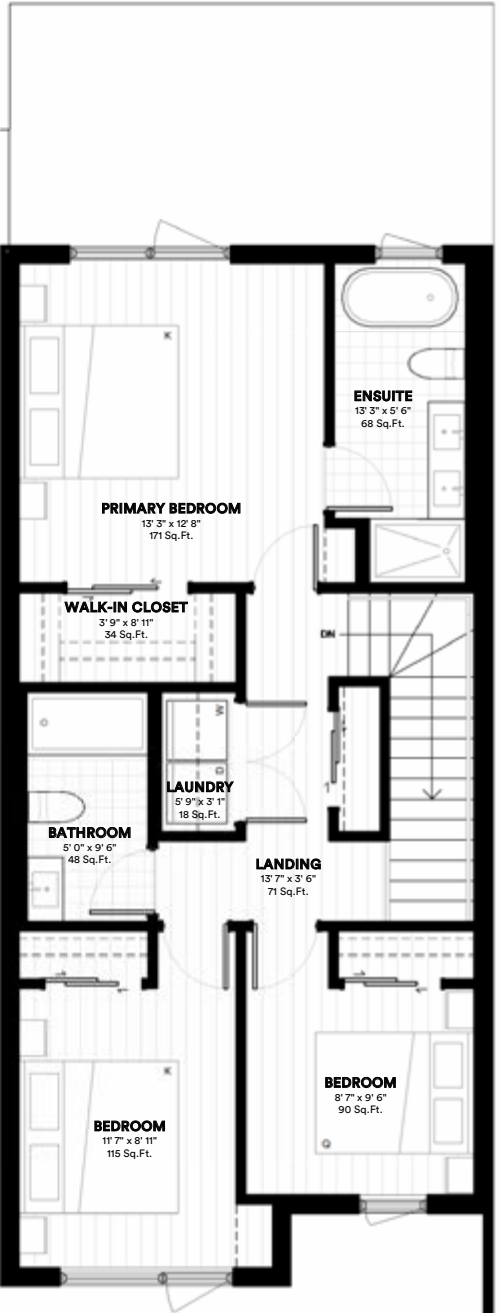 K
ENSUITE
13' 3" x 5' 6"
68 Sq.Ft.
PRIMARY BEDROOM
13' 3" x 12' 8"
171 Sq.Ft.
WALK-IN CLOSET
3' 9" x 8' 11"
34 Sq.Ft.
DN
W
D
LAUNDRY
5' 9" x 3' 1"
18 Sq.Ft.
BATHROOM
5' 0" x 9' 6"
48 Sq.Ft.
LANDING
13' 7" x 3' 6"
71 Sq.Ft.
K
BEDROOM
8' 7" x 9' 6"
90 Sq.Ft.
Q
BEDROOM
11' 7" x 8' 11"
115 Sq.Ft.